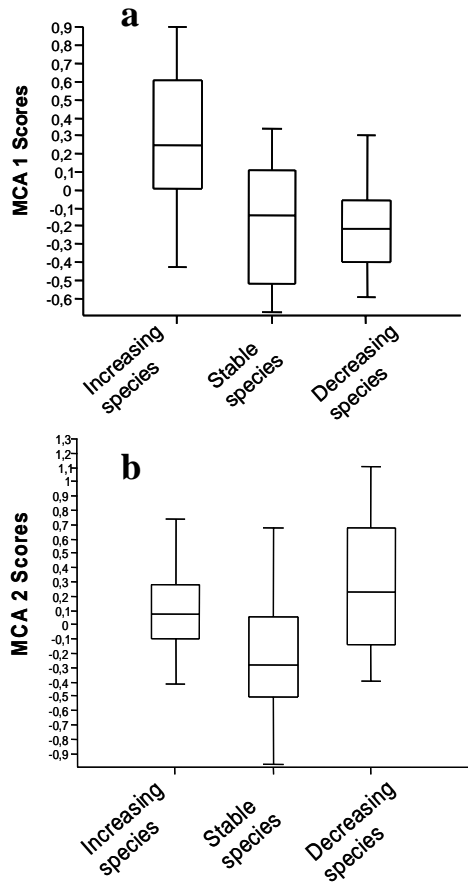 a
0,9
0,8
0,7
0,6
0,5
0,4
0,3
0,2
0,1
0
-0,1
-0,2
-0,3
-0,4
-0,5
-0,6
MCA 1 Scores
Increasing
species
Stable
species
Decreasing
species
b
1,3
1,2
1,1
1
0,9
0,8
0,7
0,6
0,5
0,4
0,3
0,2
0,1
0
-0,1
-0,2
-0,3
-0,4
-0,5
-0,6
-0,7
-0,8
-0,9
MCA 2 Scores
Increasing
species
Stable
species
Decreasing
species